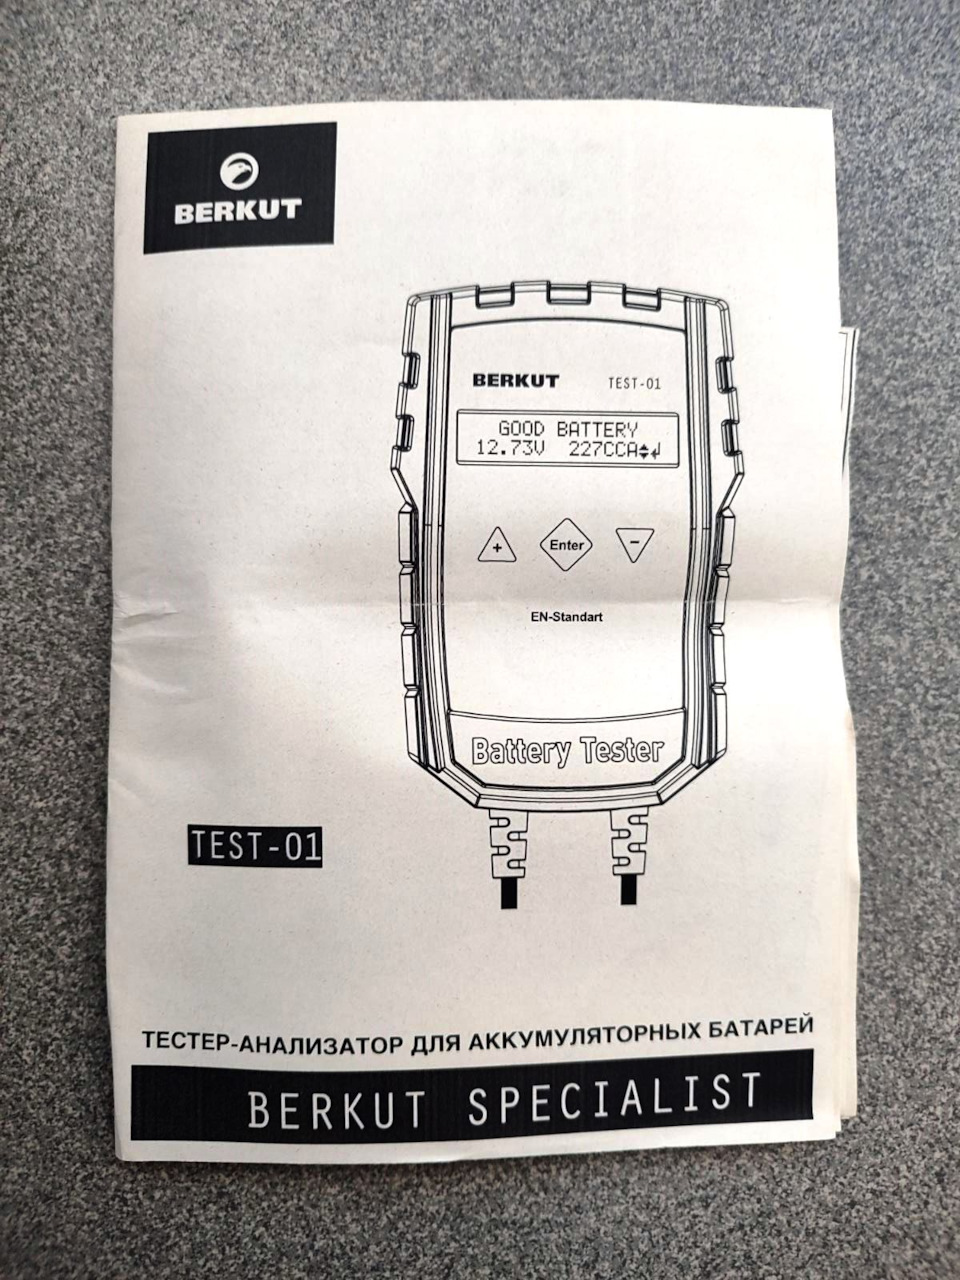 BERKUT
BERKUT TEST-01
GOOD BATTERY
12.73V 227CCA
+ Enter -
EN-Standart
Battery Tester
TEST-01
ТЕСТЕР-АНАЛИЗАТОР ДЛЯ АККУМУЛЯТОРНЫХ БАТАРЕЙ
BERKUT SPECIALIST